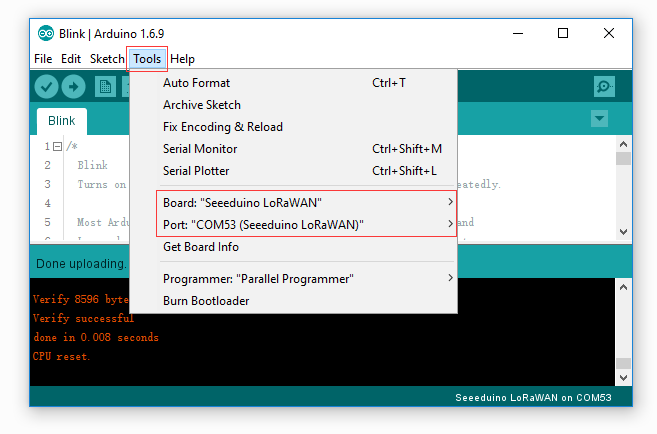 Blink | Arduino 1.6.9
File Edit Sketch Tools Help
Auto Format Ctrl+T
Archive Sketch
Fix Encoding & Reload
Serial Monitor Ctrl+Shift+M
Serial Plotter Ctrl+Shift+L
Board: "Seeeduino LoRaWAN"
Port: "COM53 (Seeeduino LoRaWAN)"
Get Board Info
Programmer: "Parallel Programmer"
Burn Bootloader
Blink
1 /*
2 Blink
3 Turns on eatedly.
4
5 Most Ardu and
Done uploading.
Verify 8596 byte
Verify successful
done in 0.008 seconds
CPU reset.
Seeeduino LoRaWAN on COM53